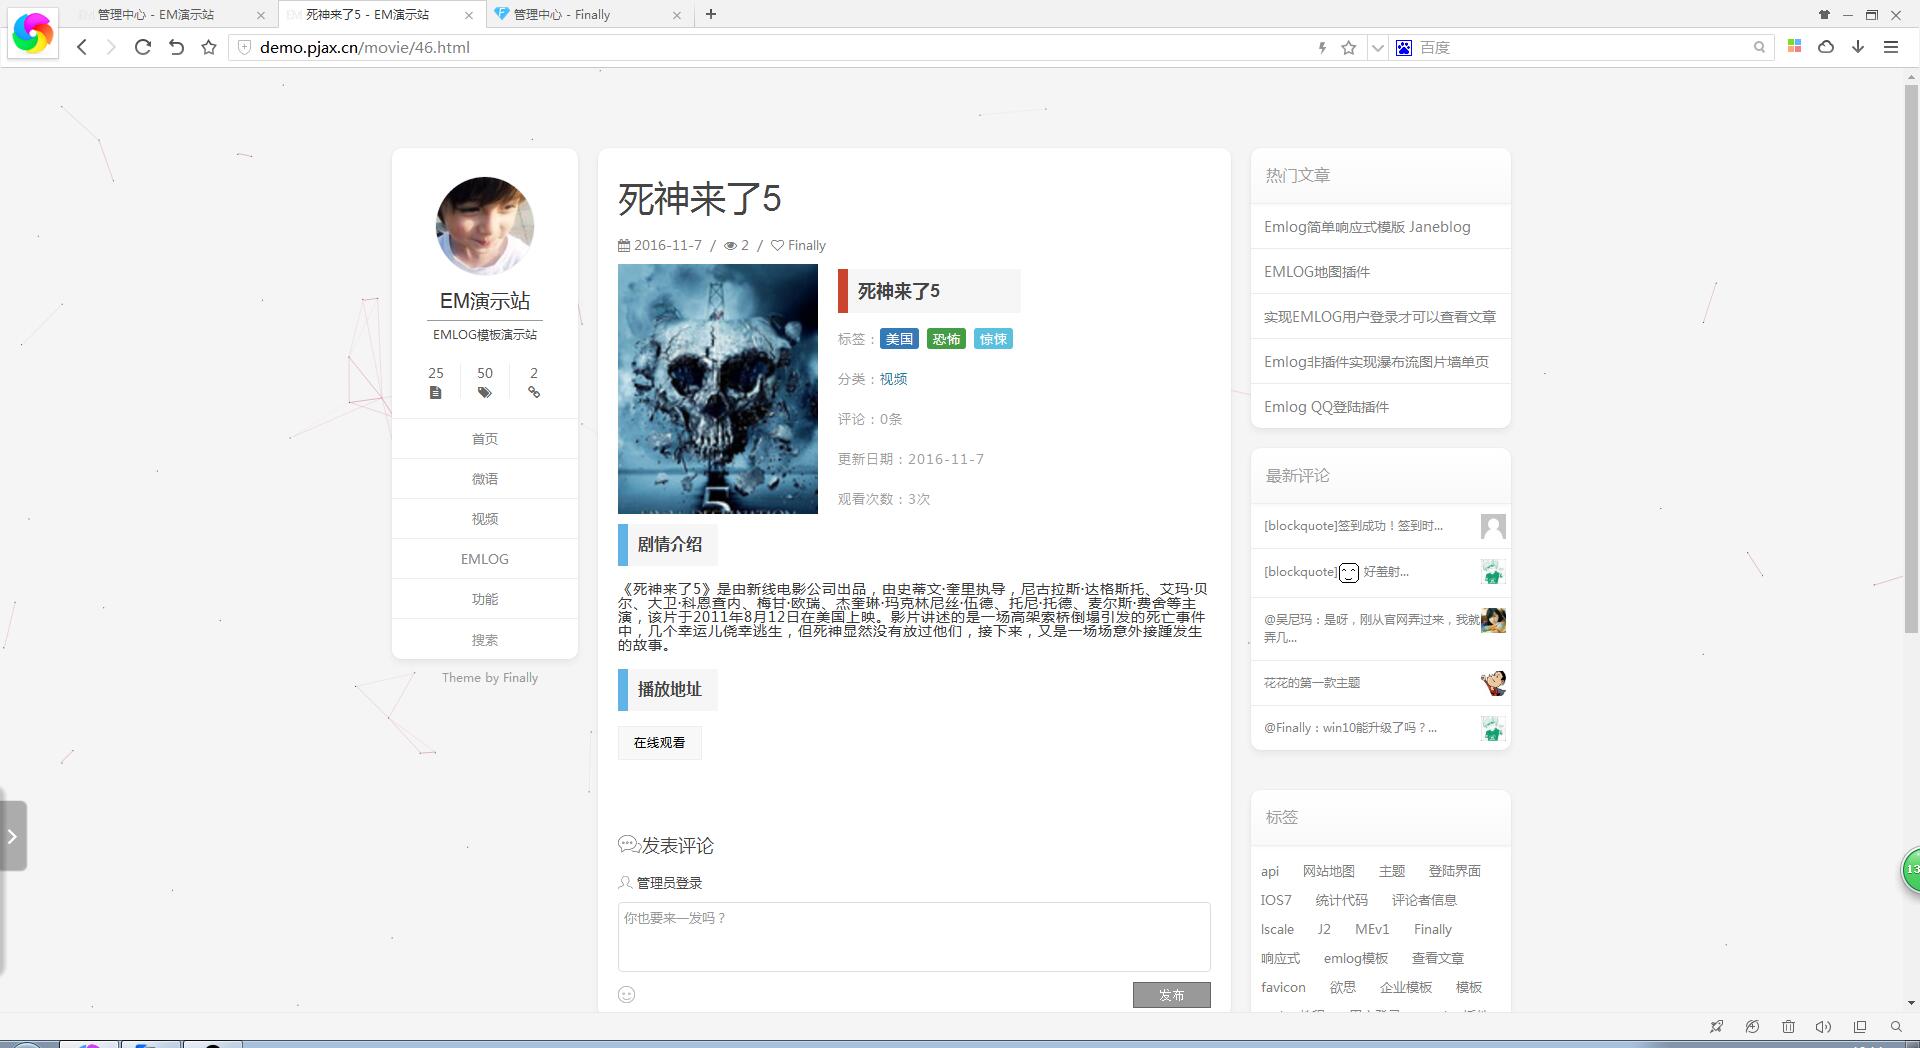 管理中心 - EM演示站
死神来了5 - EM演示站
管理中心 - Finally
demo.pjax.cn/movie/46.html
百度
EM演示站
EMLOG模板演示站
25
50
2
首页
微语
视频
EMLOG
功能
搜索
Theme by Finally
死神来了5
2016-11-7 / 2 / Finally
死神来了5
标签：美国 恐怖 惊悚
分类：视频
评论：0条
更新日期：2016-11-7
观看次数：3次
5
剧情介绍
《死神来了5》是由新线电影公司出品，由史蒂文·奎里执导，尼古拉斯·达格斯托、艾玛·贝
尔、大卫·科恩查内、梅甘·欧瑞、杰奎琳·玛克林尼丝·伍德、托尼·托德、麦尔斯·费舍等主
演，该片于2011年8月12日在美国上映。影片讲述的是一场高架索桥倒塌引发的死亡事件
中，几个幸运儿侥幸逃生，但死神显然没有放过他们，接下来，又是一场场意外接踵发生
的故事。
播放地址
在线观看
发表评论
管理员登录
你也要来一发吗？
发布
热门文章
Emlog简单响应式模版 Janeblog
EMLOG地图插件
实现EMLOG用户登录才可以查看文章
Emlog非插件实现瀑布流图片墙单页
Emlog QQ登陆插件
最新评论
[blockquote]签到成功！签到时...
[blockquote] 好羞射...
@吴尼玛：是呀，刚从官网弄过来，我就
弄几...
花花的第一款主题
@Finally：win10能升级了吗？...
标签
api 网站地图 主题 登陆界面
IOS7 统计代码 评论者信息
lscale J2 MEv1 Finally
响应式 emlog模板 查看文章
favicon 欲思 企业模板 模板
13